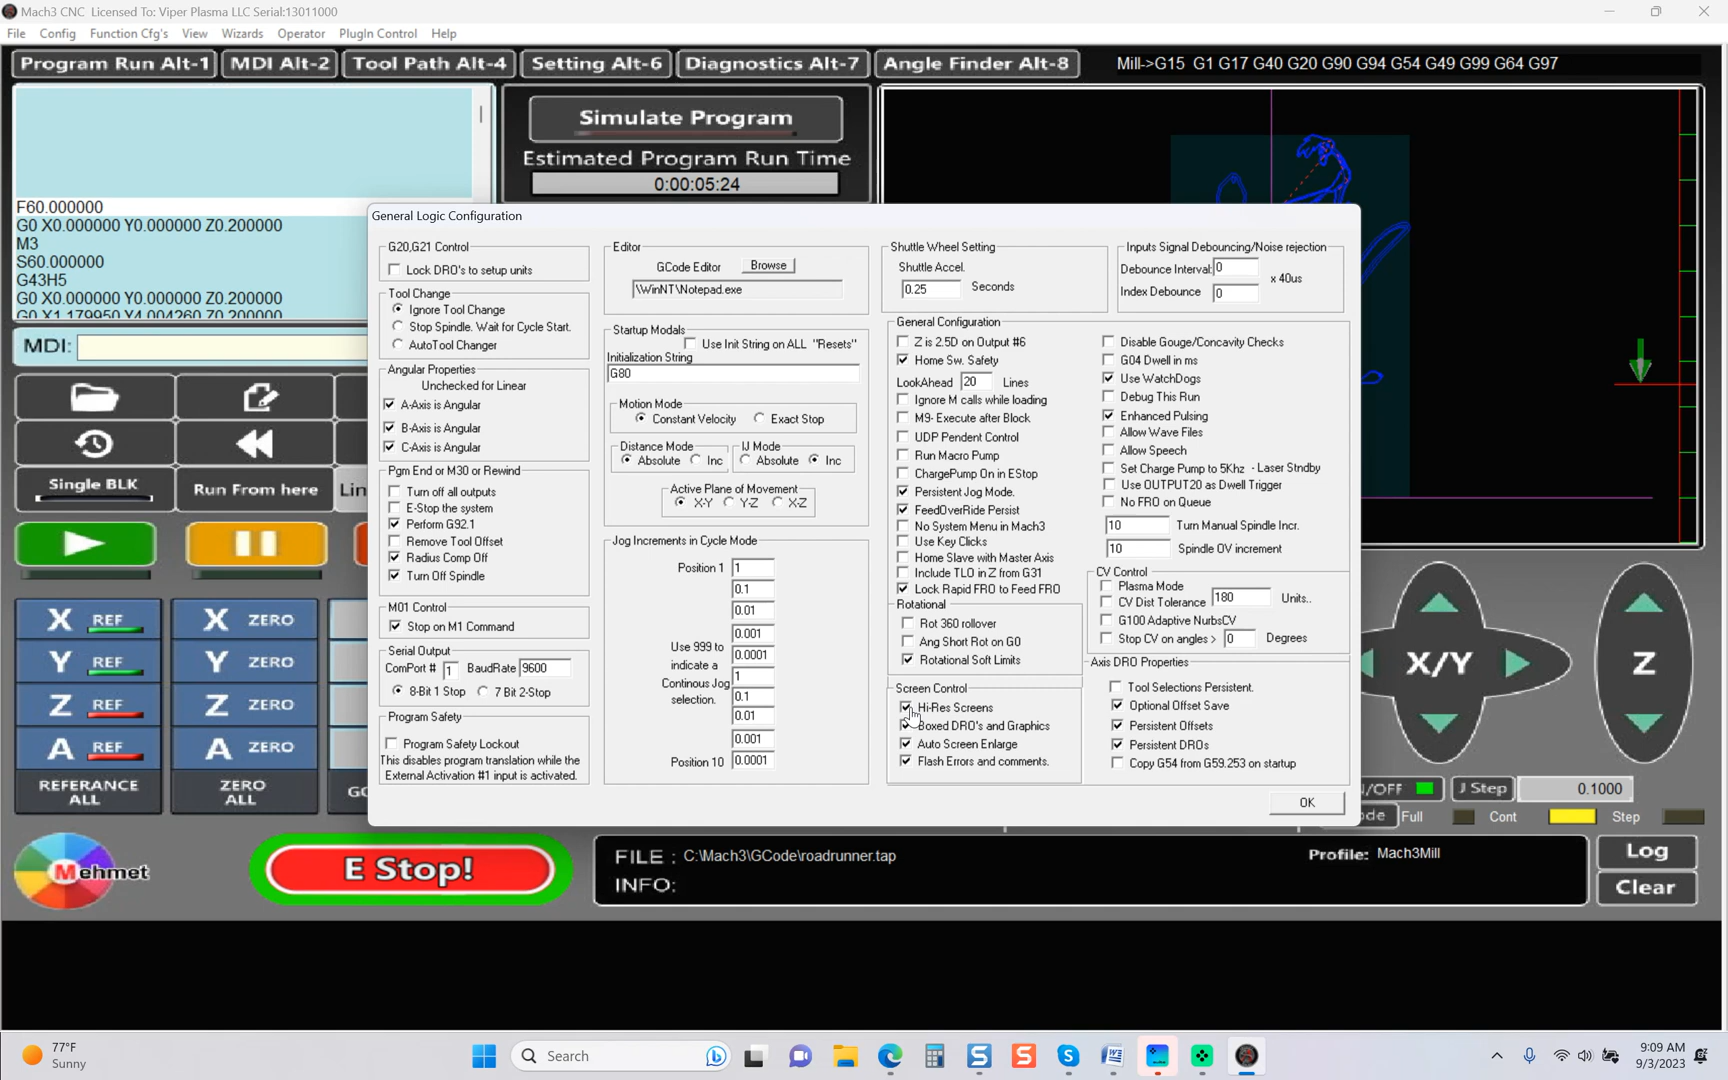 Mach3 CNC Licensed To: Viper Plasma LLC Serial:13011000
File Config Function Cfg's View Wizards Operator PlugIn Control Help
Program Run Alt-1 MDI Alt-2 Tool Path Alt-4 Setting Alt-6 Diagnostics Alt-7 Angle Finder Alt-8 Mill->G15 G1 G17 G40 G20 G90 G94 G54 G49 G99 G64 G97
Simulate Program
Estimated Program Run Time
0:00:05:24
F60.000000
G0 X0.000000 Y0.000000 Z0.200000
M3
S60.000000
G43H5
G0 X0.000000 Y0.000000 Z0.200000
G0 X1.179950 Y4.004260 Z0.200000
MDI:
Single BLK
Run From here
Lin
X REF
Y REF
Z REF
A REF
REFERANCE
ALL
X ZERO
Y ZERO
Z ZERO
A ZERO
ZERO
ALL
GO
General Logic Configuration
G20,G21 Control
Lock DRO's to setup units
Tool Change
Ignore Tool Change
Stop Spindle. Wait for Cycle Start.
AutoTool Changer
Angular Properties
Unchecked for Linear
A-Axis is Angular
B-Axis is Angular
C-Axis is Angular
Pgm End or M30 or Rewind
Turn off all outputs
E-Stop the system
Perform G92.1
Remove Tool Offset
Radius Comp Off
Turn Off Spindle
M01 Control
Stop on M1 Command
Serial Output
ComPort # 1 BaudRate 9600
8-Bit 1 Stop 7 Bit 2-Stop
Program Safety
Program Safety Lockout
This disables program translation while the
External Activation #1 input is activated.
Editor
GCode Editor Browse
\WinNT\Notepad.exe
Startup Modals
Use Init String on ALL "Resets"
Initialization String
G80
Motion Mode
Constant Velocity Exact Stop
Distance Mode
Absolute Inc
IJ Mode
Absolute Inc
Active Plane of Movement
X-Y Y-Z X-Z
Jog Increments in Cycle Mode
Position 1 1
0.1
0.01
0.001
Use 999 to
indicate a
Continous Jog
selection.
0.0001
1
0.1
0.01
0.001
Position 10 0.0001
Shuttle Wheel Setting
Shuttle Accel.
0.25 Seconds
Inputs Signal Debouncing/Noise rejection
Debounce Interval: 0
x 40us
Index Debounce 0
General Configuration
Z is 2.5D on Output #6
Home Sw. Safety
LookAhead 20 Lines
Ignore M calls while loading
M9- Execute after Block
UDP Pendent Control
Run Macro Pump
ChargePump On in EStop
Persistent Jog Mode.
FeedOverRide Persist
No System Menu in Mach3
Use Key Clicks
Home Slave with Master Axis
Include TLO in Z from G31
Lock Rapid FRO to Feed FRO
Disable Gouge/Concavity Checks
G04 Dwell in ms
Use WatchDogs
Debug This Run
Enhanced Pulsing
Allow Wave Files
Allow Speech
Set Charge Pump to 5Khz - Laser Stndby
Use OUTPUT20 as Dwell Trigger
No FRO on Queue
10 Turn Manual Spindle Incr.
10 Spindle OV increment
CV Control
Plasma Mode
CV Dist Tolerance 180 Units..
G100 Adaptive NurbsCV
Stop CV on angles > 0 Degrees
Rotational
Rot 360 rollover
Ang Short Rot on G0
Rotational Soft Limits
Screen Control
Hi-Res Screens
Boxed DRO's and Graphics
Auto Screen Enlarge
Flash Errors and comments.
Axis DRO Properties
Tool Selections Persistent.
Optional Offset Save
Persistent Offsets
Persistent DROs
Copy G54 from G59.253 on startup
OK
X/Y
Z
/OFF J Step 0.1000
ode Full Cont Step
Mehmet
E Stop!
FILE : C:\Mach3\GCode\roadrunner.tap
INFO:
Profile: Mach3Mill
Log
Clear
77°F
Sunny
Search
9:09 AM
9/3/2023